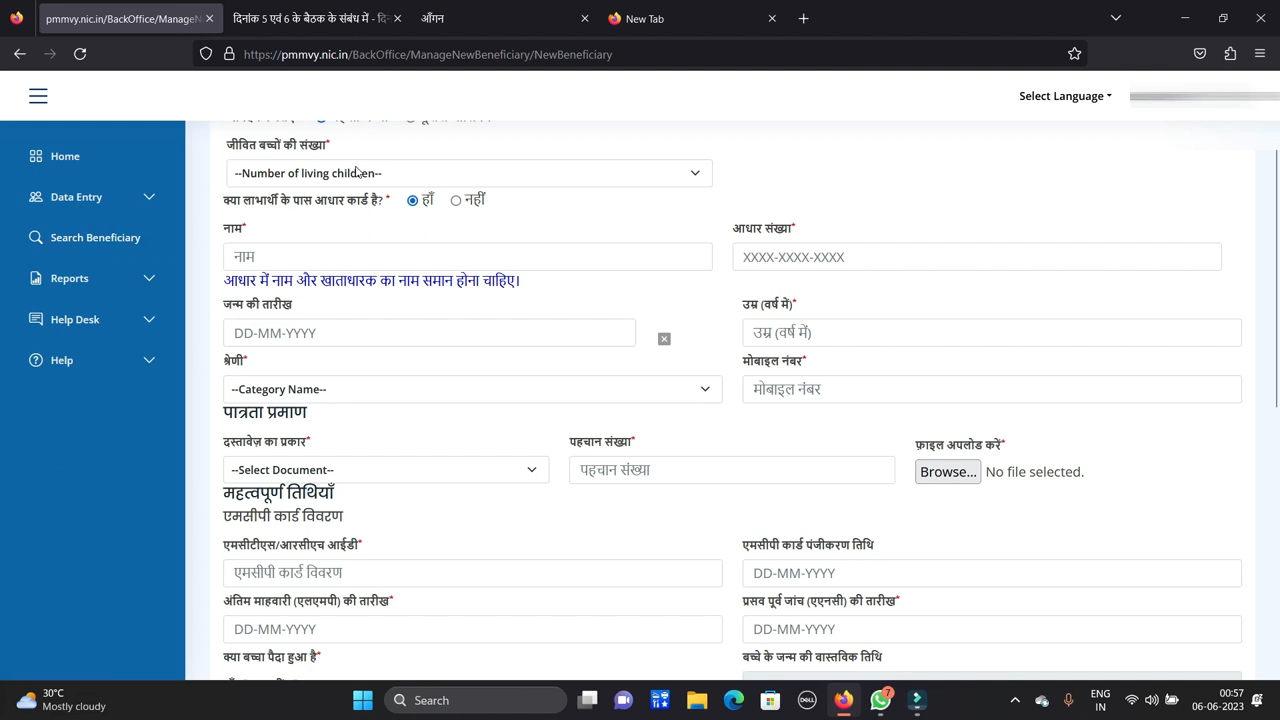 pmmvy.nic.in/BackOffice/ManageN
दिनांक 5 एवं 6 के बैठक के संबंध में - दि
आँगन
New Tab
https://pmmvy.nic.in/BackOffice/ManageNewBeneficiary/NewBeneficiary
Select Language
Home
Data Entry
Search Beneficiary
Reports
Help Desk
Help
जीवित बच्चों की संख्या*
--Number of living children--
क्या लाभार्थी के पास आधार कार्ड है? * हाँ नहीं
नाम* आधार संख्या*
नाम XXXX-XXXX-XXXX
आधार में नाम और खाताधारक का नाम समान होना चाहिए।
जन्म की तारीख उम्र (वर्ष में)*
DD-MM-YYYY उम्र (वर्ष में)
श्रेणी* मोबाइल नंबर*
--Category Name-- मोबाइल नंबर
पात्रता प्रमाण
दस्तावेज़ का प्रकार* पहचान संख्या* फ़ाइल अपलोड करें*
--Select Document-- पहचान संख्या Browse... No file selected.
महत्वपूर्ण तिथियाँ
एमसीपी कार्ड विवरण
एमसीटीएस/आरसीएच आईडी* एमसीपी कार्ड पंजीकरण तिथि
एमसीपी कार्ड विवरण DD-MM-YYYY
अंतिम माहवारी (एलएमपी) की तारीख* प्रसव पूर्व जांच (एएनसी) की तारीख*
DD-MM-YYYY DD-MM-YYYY
क्या बच्चा पैदा हुआ है* बच्चे के जन्म की वास्तविक तिथि
30°C
Mostly cloudy
Search
DELL
7
ENG
IN
00:57
06-06-2023